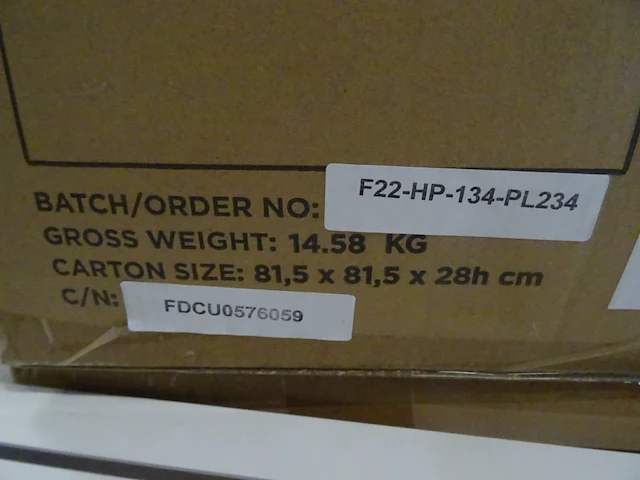 BATCH/ORDER NO: F22-HP-134-PL234
GROSS WEIGHT: 14.58 KG
CARTON SIZE: 81,5 x 81,5 x 28h cm
C/N: FDCU0576059